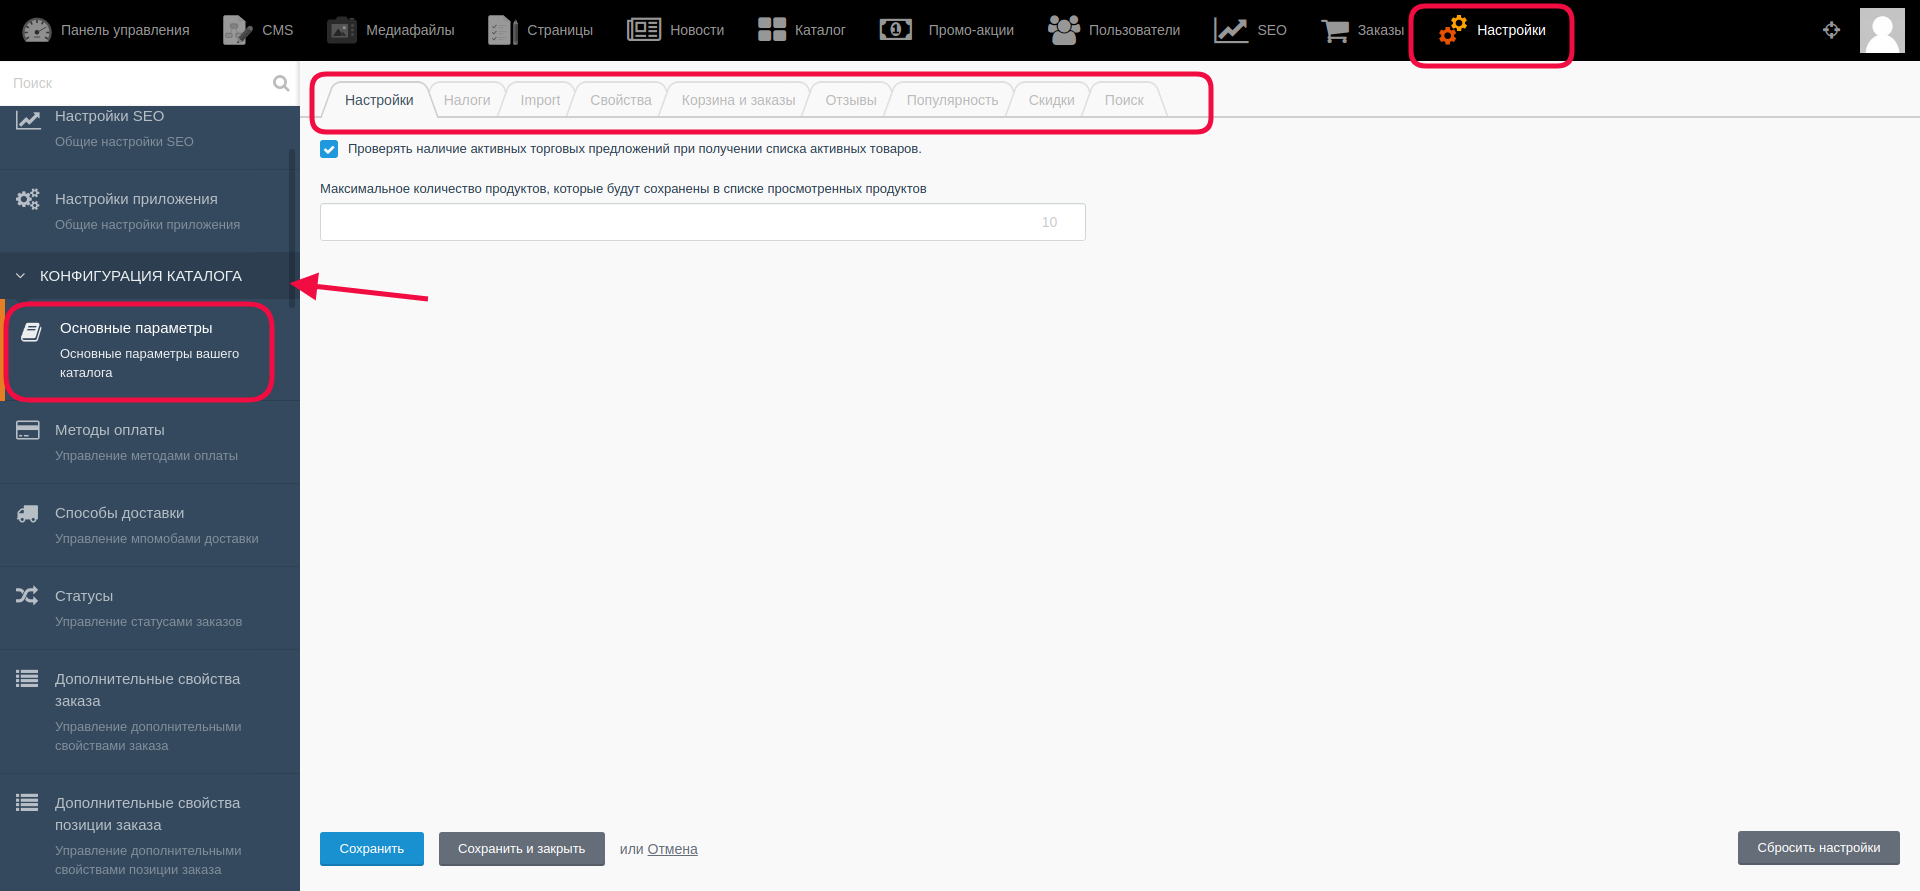 Панель управления CMS Медиафайлы Страницы Новости Каталог Промо-акции Пользователи SEO Заказы Настройки
Поиск
Настройки SEO
Общие настройки SEO
Настройки приложения
Общие настройки приложения
КОНФИГУРАЦИЯ КАТАЛОГА
Основные параметры
Основные параметры вашего
каталога
Методы оплаты
Управление методами оплаты
Способы доставки
Управление мпомобами доставки
Статусы
Управление статусами заказов
Дополнительные свойства
заказа
Управление дополнительными
свойствами заказа
Дополнительные свойства
позиции заказа
Управление дополнительными
свойствами позиции заказа
Настройки Налоги Import Свойства Корзина и заказы Отзывы Популярность Скидки Поиск
Проверять наличие активных торговых предложений при получении списка активных товаров.
Максимальное количество продуктов, которые будут сохранены в списке просмотренных продуктов
10
Сохранить Сохранить и закрыть или Отмена Сбросить настройки